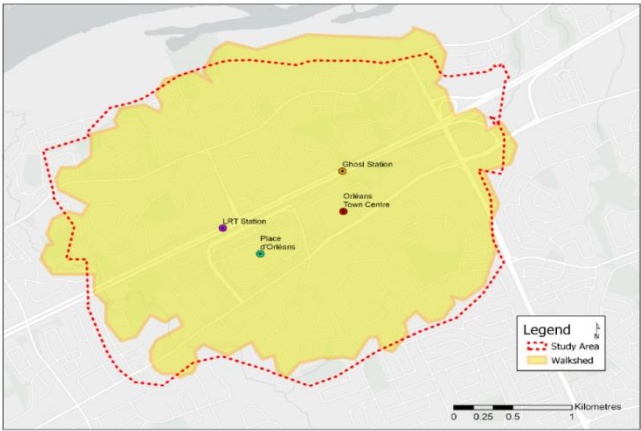 Ghost Station
Orléans
Town Centre
LRT Station
Place
d'Orléans
Legend
N
Study Area
Walkshed
Kilometres
0 0.25 0.5 1